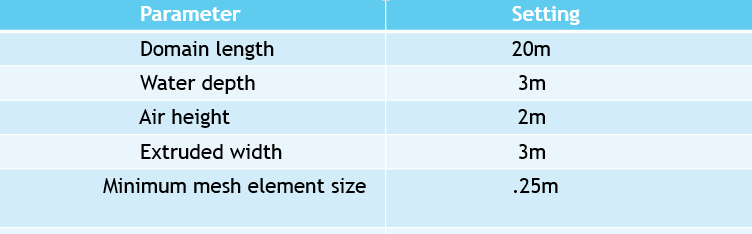 Parameter Setting
Domain length 20m
Water depth 3m
Air height 2m
Extruded width 3m
Minimum mesh element size .25m